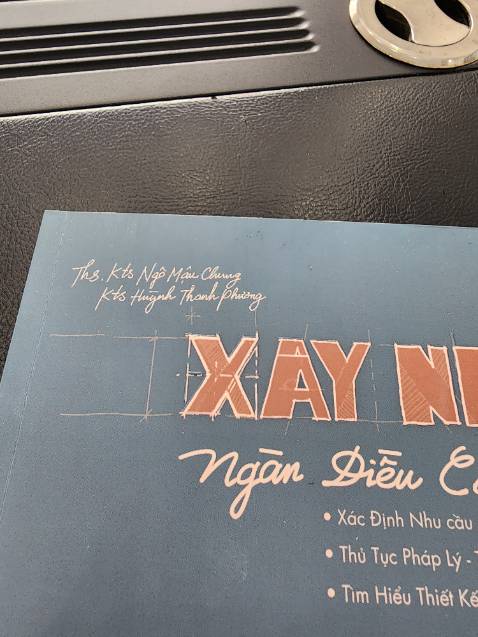 Ths. Kts Ngô Mậu Chung
Kts Huỳnh Thanh Phương
XAY
Ngàn Điều
• Xác Định Nhu cầu
• Thủ Tục Pháp Lý -
• Tìm Hiểu Thiết Kế